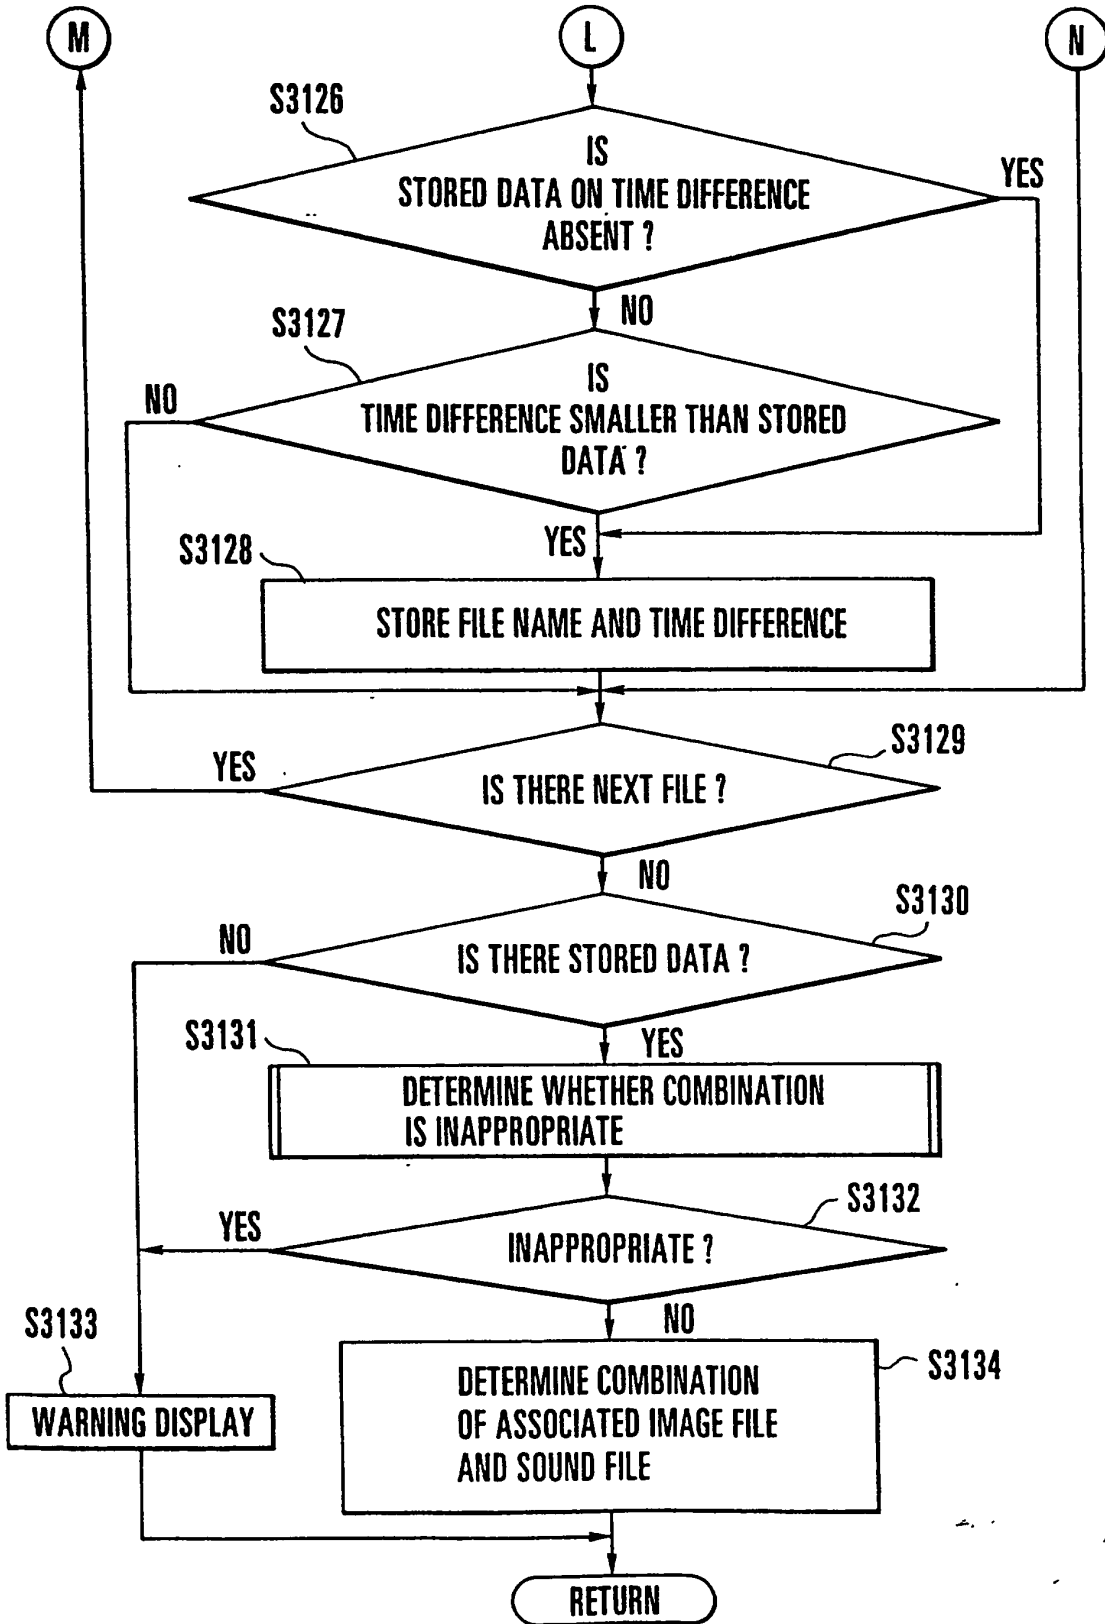 M
L
N
S3126
IS
STORED DATA ON TIME DIFFERENCE
ABSENT ?
YES
NO
S3127
IS
TIME DIFFERENCE SMALLER THAN STORED
DATA ?
NO
YES
S3128
STORE FILE NAME AND TIME DIFFERENCE
S3129
YES
IS THERE NEXT FILE ?
NO
S3130
NO
IS THERE STORED DATA ?
YES
S3131
DETERMINE WHETHER COMBINATION
IS INAPPROPRIATE
S3132
YES
INAPPROPRIATE ?
NO
S3133
WARNING DISPLAY
S3134
DETERMINE COMBINATION
OF ASSOCIATED IMAGE FILE
AND SOUND FILE
RETURN